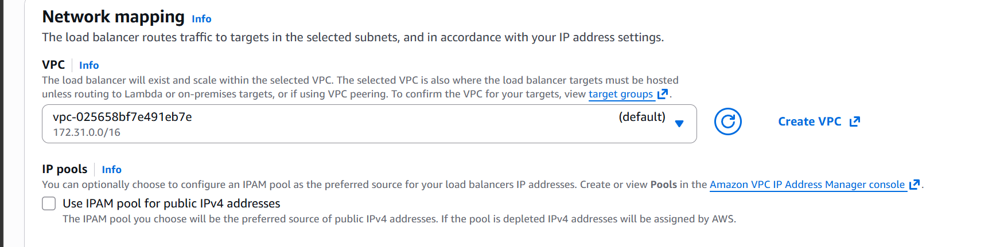 Network mapping Info
The load balancer routes traffic to targets in the selected subnets, and in accordance with your IP address settings.
VPC Info
The load balancer will exist and scale within the selected VPC. The selected VPC is also where the load balancer targets must be hosted
unless routing to Lambda or on-premises targets, or if using VPC peering. To confirm the VPC for your targets, view target groups .
vpc-025658bf7e491eb7e (default)
172.31.0.0/16
Create VPC
IP pools Info
You can optionally choose to configure an IPAM pool as the preferred source for your load balancers IP addresses. Create or view Pools in the Amazon VPC IP Address Manager console .
Use IPAM pool for public IPv4 addresses
The IPAM pool you choose will be the preferred source of public IPv4 addresses. If the pool is depleted IPv4 addresses will be assigned by AWS.